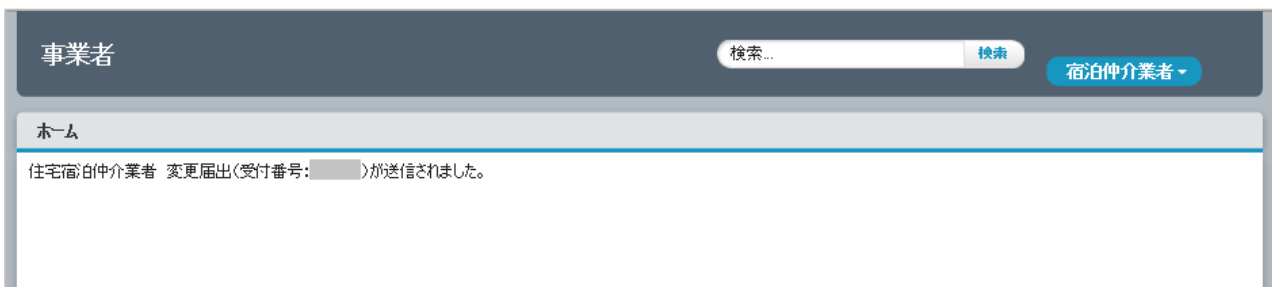 事業者
検索...
検索
宿泊仲介業者
ホーム
住宅宿泊仲介業者 変更届出(受付番号: )が送信されました。